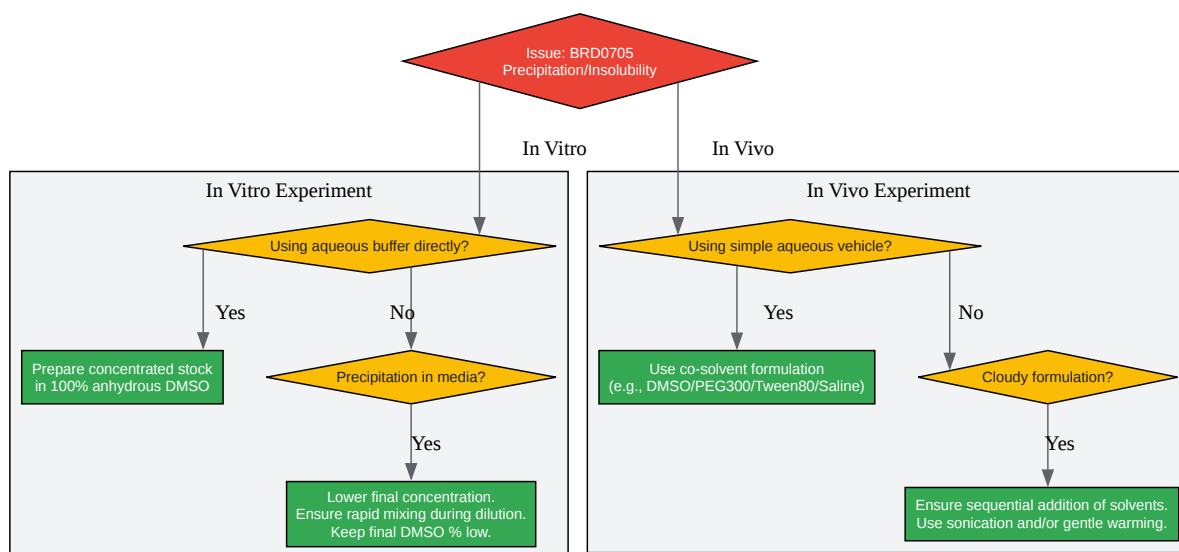 Issue: BRD0705
Precipitation/Insolubility
In Vitro
In Vivo
In Vitro Experiment
Using aqueous buffer directly?
Yes
No
Prepare concentrated stock
in 100% anhydrous DMSO
Precipitation in media?
Yes
Lower final concentration.
Ensure rapid mixing during dilution.
Keep final DMSO % low.
In Vivo Experiment
Using simple aqueous vehicle?
Yes
No
Use co-solvent formulation
(e.g., DMSO/PEG300/Tween80/Saline)
Cloudy formulation?
Yes
Ensure sequential addition of solvents.
Use sonication and/or gentle warming.